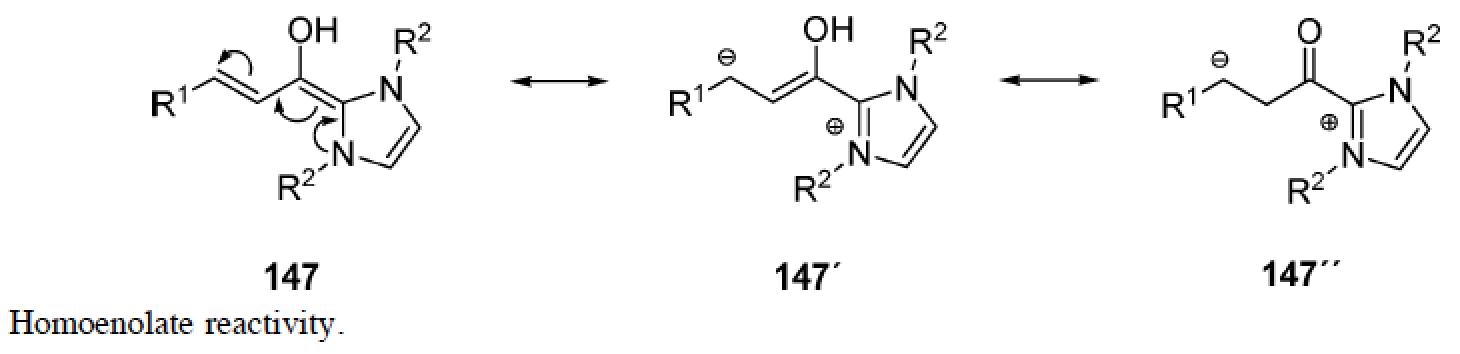 OH R² OH R² O R²
R¹ N R¹ N R¹ N
⊖ ⊖
⊕ ⊕
N N N
R² R² R²
147 147´ 147´´
Homoenolate reactivity.